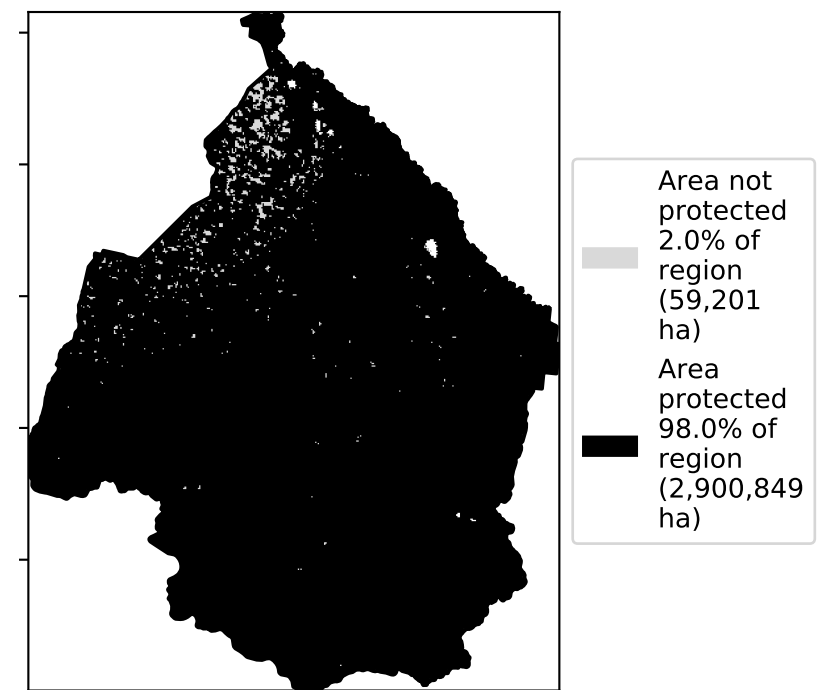 Area not
protected
2.0% of
region
(59,201
ha)
Area
protected
98.0% of
region
(2,900,849
ha)